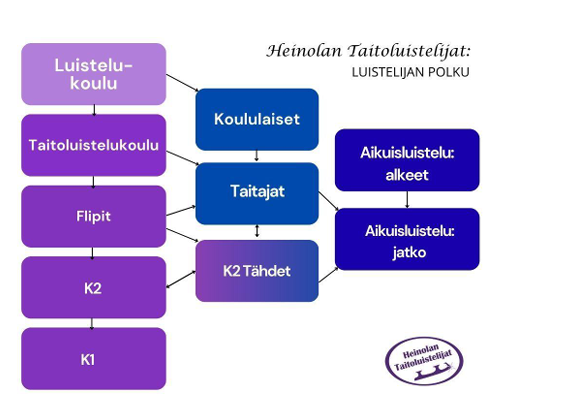 Heinolan Taitoluistelijat:
LUISTELIJAN POLKU
Luistelu-
koulu
Taitoluistelukoulu
Flipit
K2
K1
Koululaiset
Taitajat
K2 Tähdet
Aikuisluistelu:
alkeet
Aikuisluistelu:
jatko
Heinolan
Taitoluistelijat